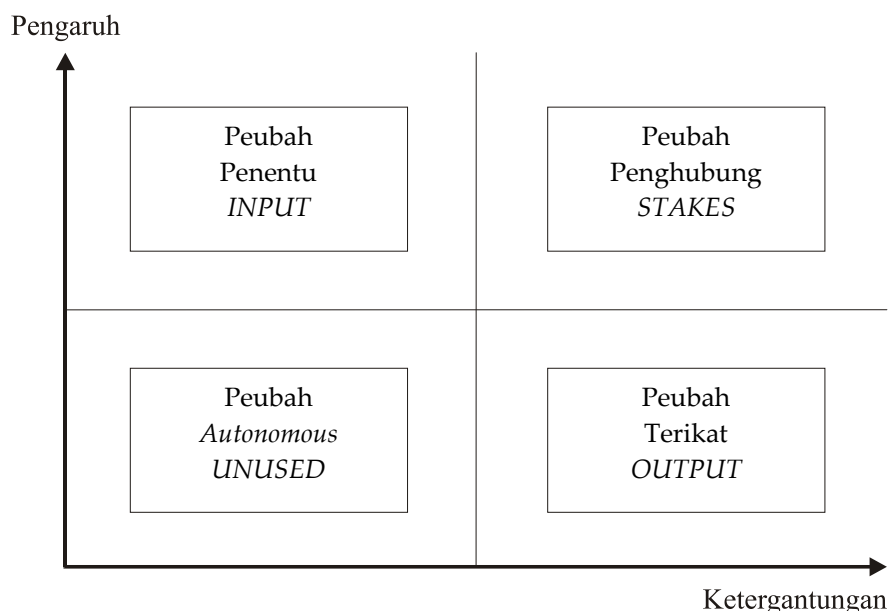 Pengaruh
Peubah
Penentu
INPUT
Peubah
Penghubung
STAKES
Peubah
Autonomous
UNUSED
Peubah
Terikat
OUTPUT
Ketergantungan